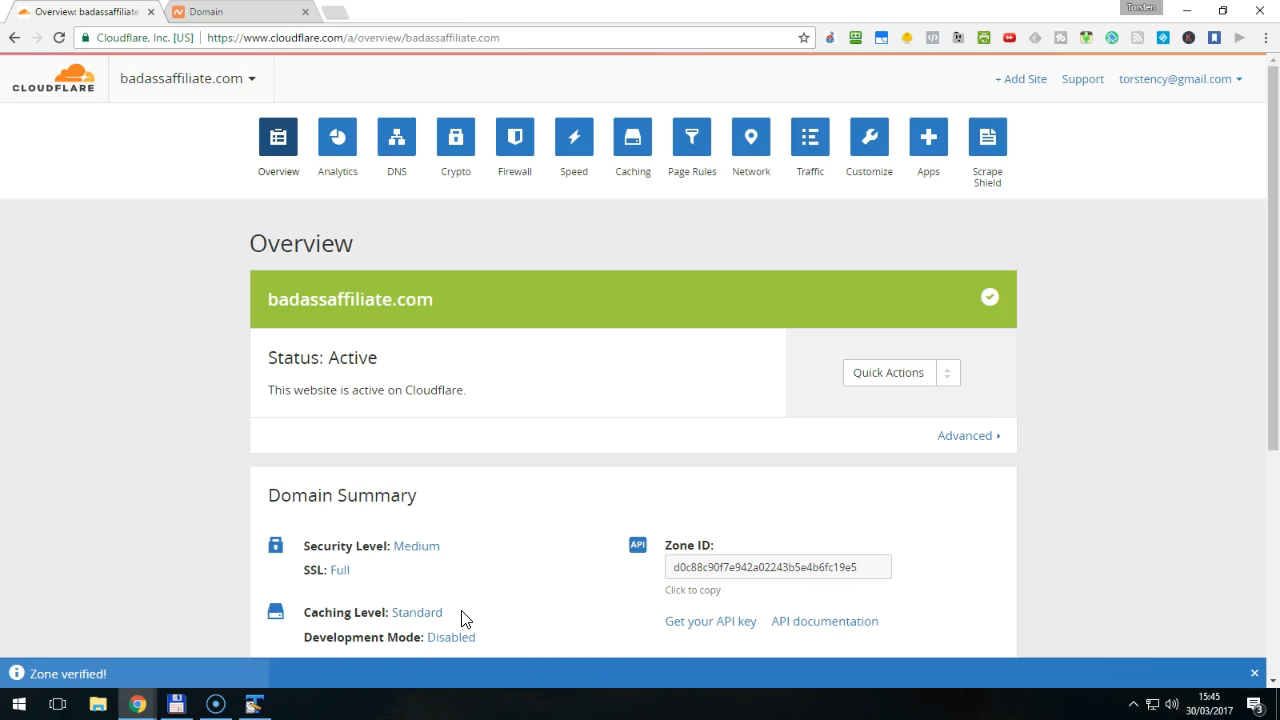 Overview: badassaffiliate
Domain
Torsten
Cloudflare, Inc. [US]
https://www.cloudflare.com/a/overview/badassaffiliate.com
CLOUDFLARE
badassaffiliate.com
+ Add Site
Support
torstency@gmail.com
Overview
Analytics
DNS
Crypto
Firewall
Speed
Caching
Page Rules
Network
Traffic
Customize
Apps
Scrape
Shield
Overview
badassaffiliate.com
Status: Active
This website is active on Cloudflare.
Quick Actions
Advanced
Domain Summary
Security Level: Medium
SSL: Full
Caching Level: Standard
Development Mode: Disabled
API
Zone ID:
d0c88c90f7e942a02243b5e4b6fc19e5
Click to copy
Get your API key
API documentation
Zone verified!
15:45
30/03/2017
3